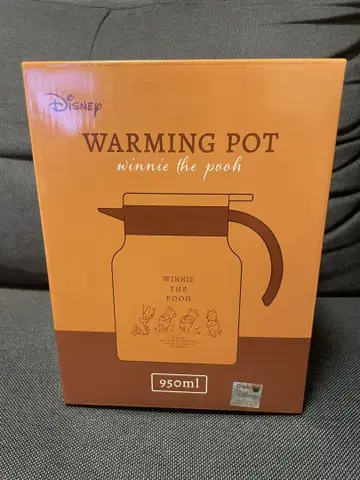 Disney
WARMING POT
winnie the pooh
WINNIE
THE
POOH
950ml